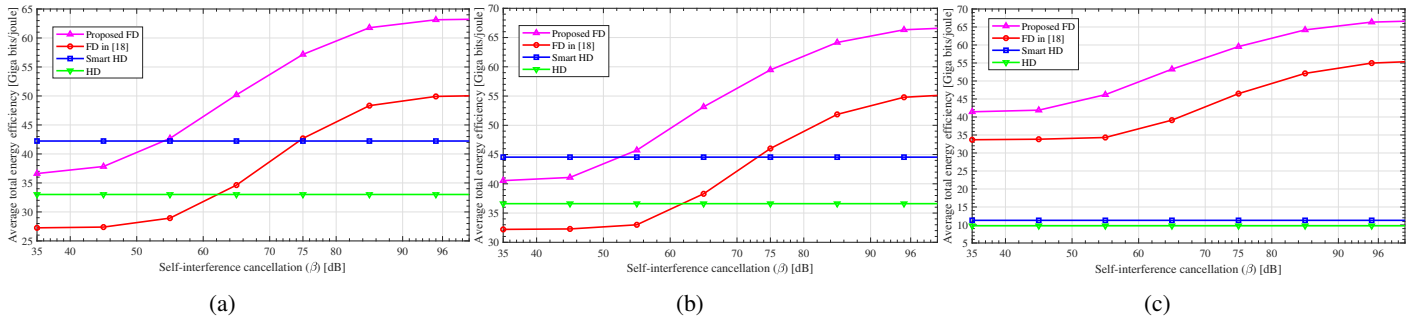 Average total energy efficiency [Giga bits/joule]
65
60
55
50
45
40
35
30
25
Proposed FD
FD in [18]
Smart HD
HD
35 40 50 60 70 80 90 96
Self-interference cancellation (β) [dB]
(a)
Average total energy efficiency [Giga bits/joule]
70
65
60
55
50
45
40
35
30
Proposed FD
FD in [18]
Smart HD
HD
35 40 50 60 70 80 90 96
Self-interference cancellation (β) [dB]
(b)
Average total energy efficiency [Giga bits/joule]
70
65
60
55
50
45
40
35
30
25
20
15
10
5
Proposed FD
FD in [18]
Smart HD
HD
35 40 50 60 70 80 90 96
Self-interference cancellation (β) [dB]
(c)